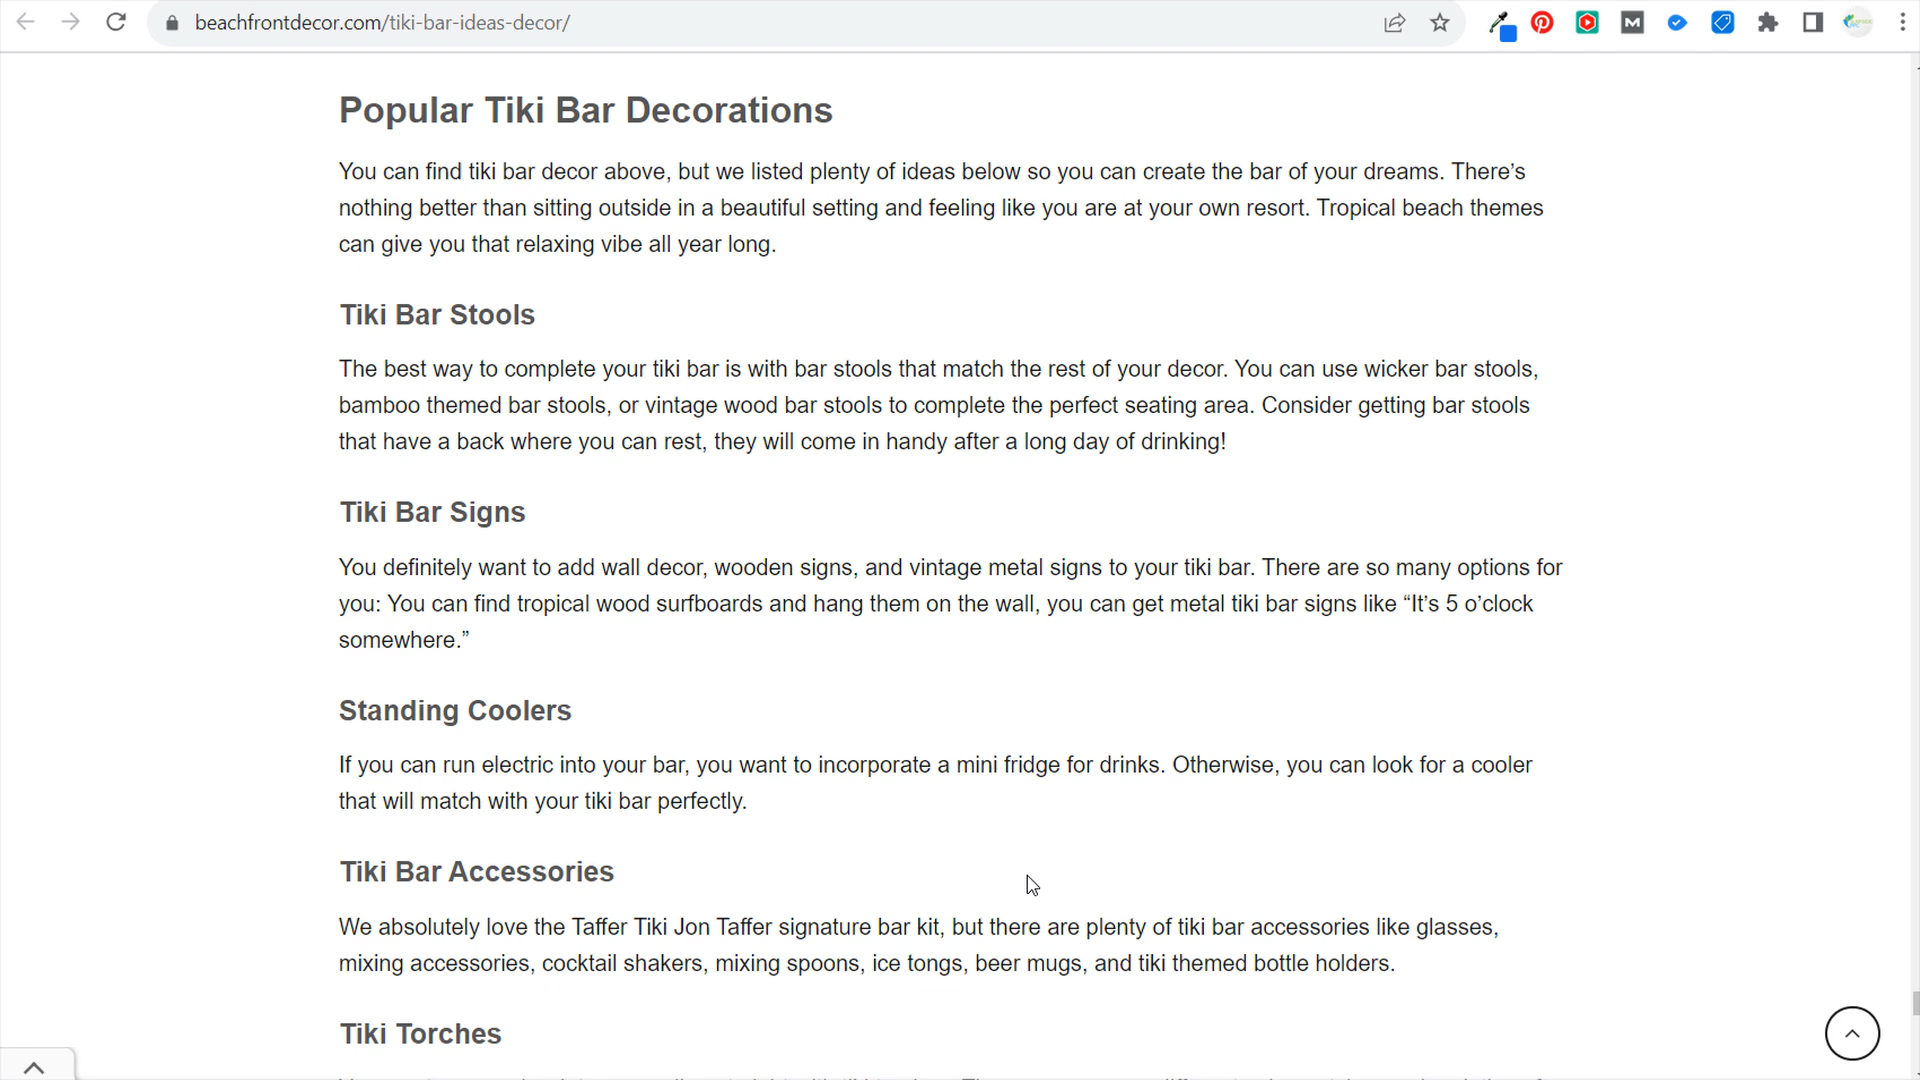 beachfrontdecor.com/tiki-bar-ideas-decor/
Popular Tiki Bar Decorations
You can find tiki bar decor above, but we listed plenty of ideas below so you can create the bar of your dreams. There’s
nothing better than sitting outside in a beautiful setting and feeling like you are at your own resort. Tropical beach themes
can give you that relaxing vibe all year long.
Tiki Bar Stools
The best way to complete your tiki bar is with bar stools that match the rest of your decor. You can use wicker bar stools,
bamboo themed bar stools, or vintage wood bar stools to complete the perfect seating area. Consider getting bar stools
that have a back where you can rest, they will come in handy after a long day of drinking!
Tiki Bar Signs
You definitely want to add wall decor, wooden signs, and vintage metal signs to your tiki bar. There are so many options for
you: You can find tropical wood surfboards and hang them on the wall, you can get metal tiki bar signs like “It’s 5 o’clock
somewhere.”
Standing Coolers
If you can run electric into your bar, you want to incorporate a mini fridge for drinks. Otherwise, you can look for a cooler
that will match with your tiki bar perfectly.
Tiki Bar Accessories
We absolutely love the Taffer Tiki Jon Taffer signature bar kit, but there are plenty of tiki bar accessories like glasses,
mixing accessories, cocktail shakers, mixing spoons, ice tongs, beer mugs, and tiki themed bottle holders.
Tiki Torches